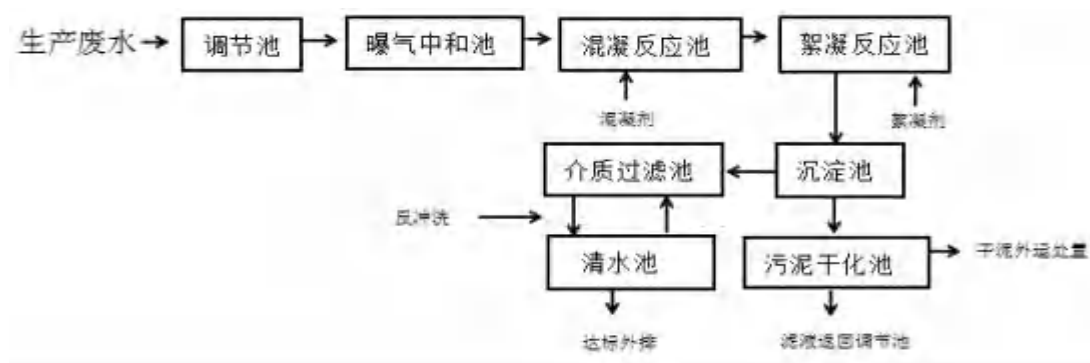 生产废水
调节池
曝气中和池
混凝反应池
絮凝反应池
混凝剂
絮凝剂
介质过滤池
沉淀池
反冲洗
清水池
污泥干化池
干泥外运处置
达标外排
滤液返回调节池